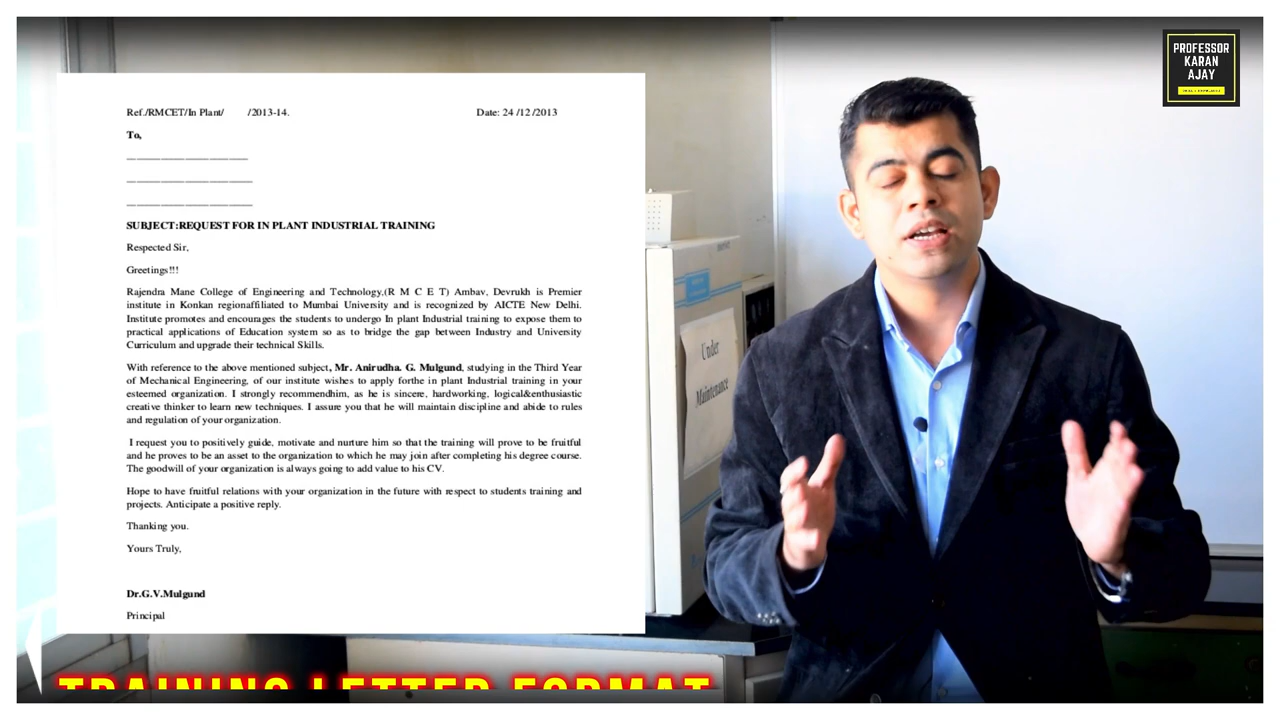 Ref./RMCET/In Plant/ /2013-14. Date: 24 /12 /2013
To,
SUBJECT:REQUEST FOR IN PLANT INDUSTRIAL TRAINING
Respected Sir,
Greetings!!!
Rajendra Mane College of Engineering and Technology,(R M C E T) Ambav, Devrukh is Premier
institute in Konkan regionaffiliated to Mumbai University and is recognized by AICTE New Delhi.
Institute promotes and encourages the students to undergo In plant Industrial training to expose them to
practical applications of Education system so as to bridge the gap between Industry and University
Curriculum and upgrade their technical Skills.
With reference to the above mentioned subject, Mr. Anirudha. G. Mulgund, studying in the Third Year
of Mechanical Engineering, of our institute wishes to apply forthe in plant Industrial training in your
esteemed organization. I strongly recommendhim, as he is sincere, hardworking, logical&enthusiastic
creative thinker to learn new techniques. I assure you that he will maintain discipline and abide to rules
and regulation of your organization.
I request you to positively guide, motivate and nurture him so that the training will prove to be fruitful
and he proves to be an asset to the organization to which he may join after completing his degree course.
The goodwill of your organization is always going to add value to his CV.
Hope to have fruitful relations with your organization in the future with respect to students training and
projects. Anticipate a positive reply.
Thanking you.
Yours Truly,
Dr.G.V.Mulgund
Principal
TRAINING LETTER FORMAT
PROFESSOR
KARAN
AJAY
Under
Maintenance